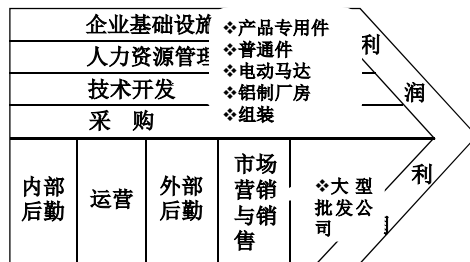 企业基础设施
人力资源管理
技术开发
采 购
❖产品专用件
❖普通件
❖电动马达
❖铝制厂房
❖组装
利
润
利
内部
后勤
运营
外部
后勤
市场
营销
与销
售
❖大 型
批发公
司